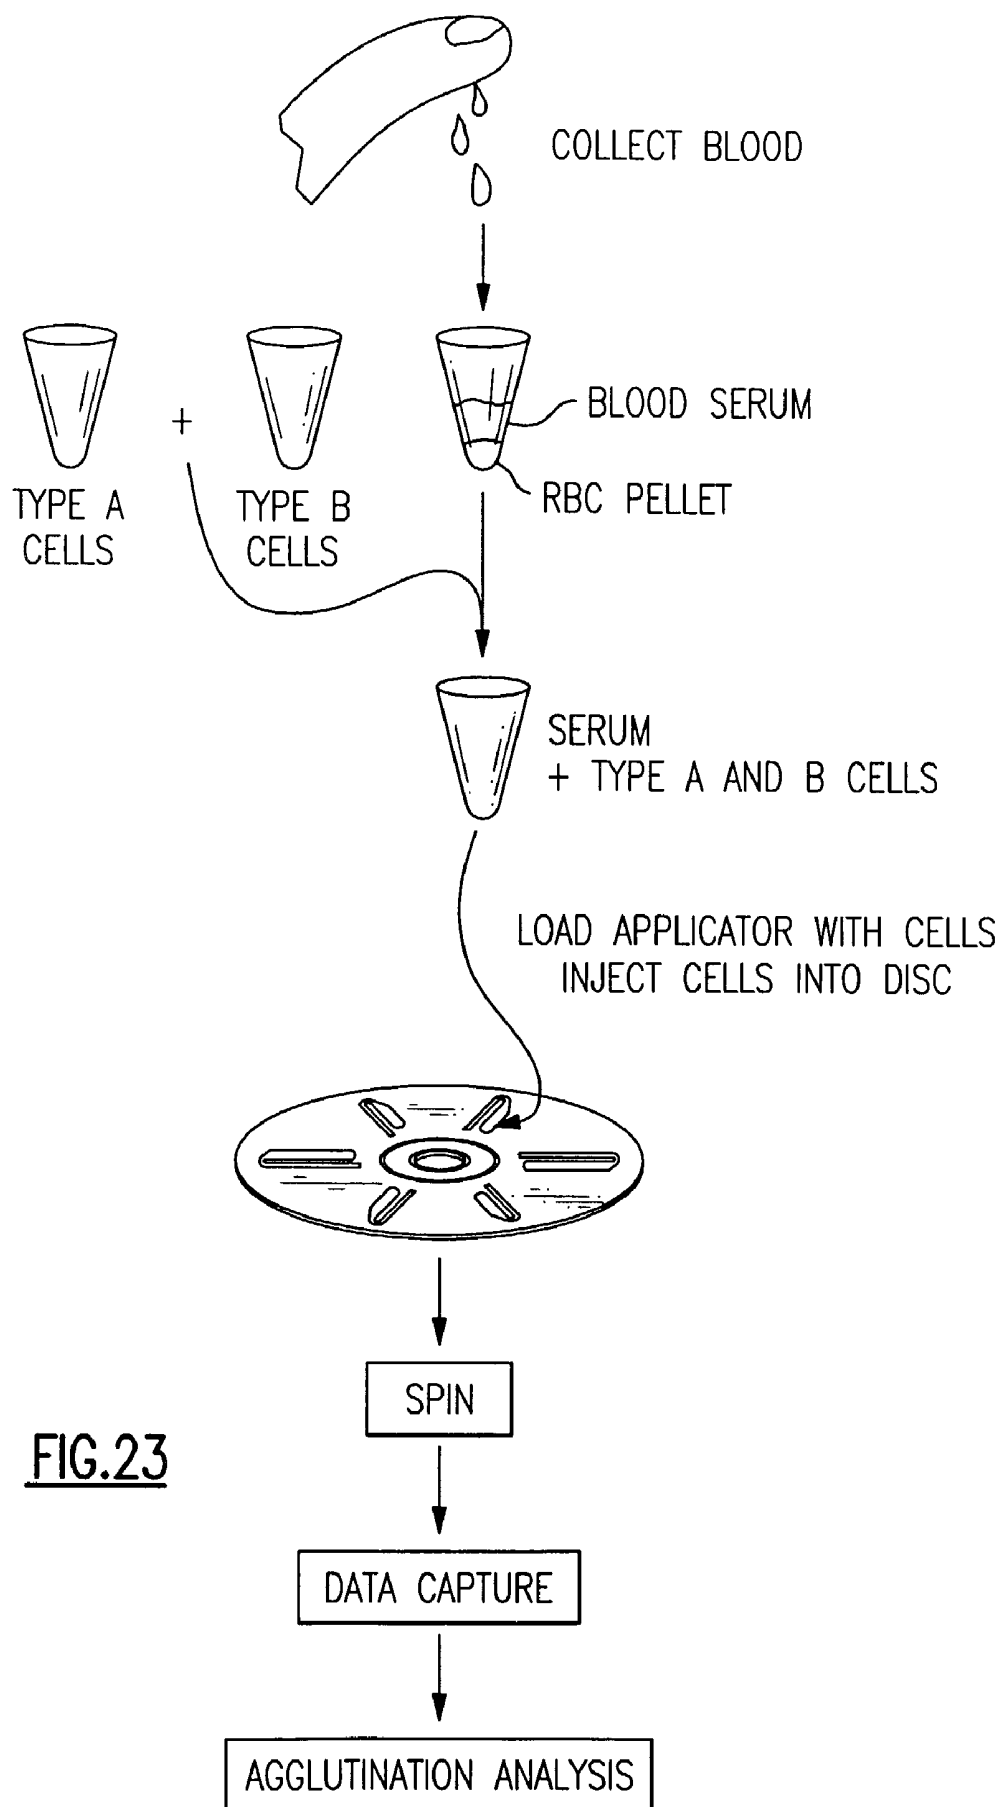 COLLECT BLOOD
+
BLOOD SERUM
RBC PELLET
TYPE A
CELLS
TYPE B
CELLS
SERUM
+ TYPE A AND B CELLS
LOAD APPLICATOR WITH CELLS
INJECT CELLS INTO DISC
SPIN
FIG.23
DATA CAPTURE
AGGLUTINATION ANALYSIS